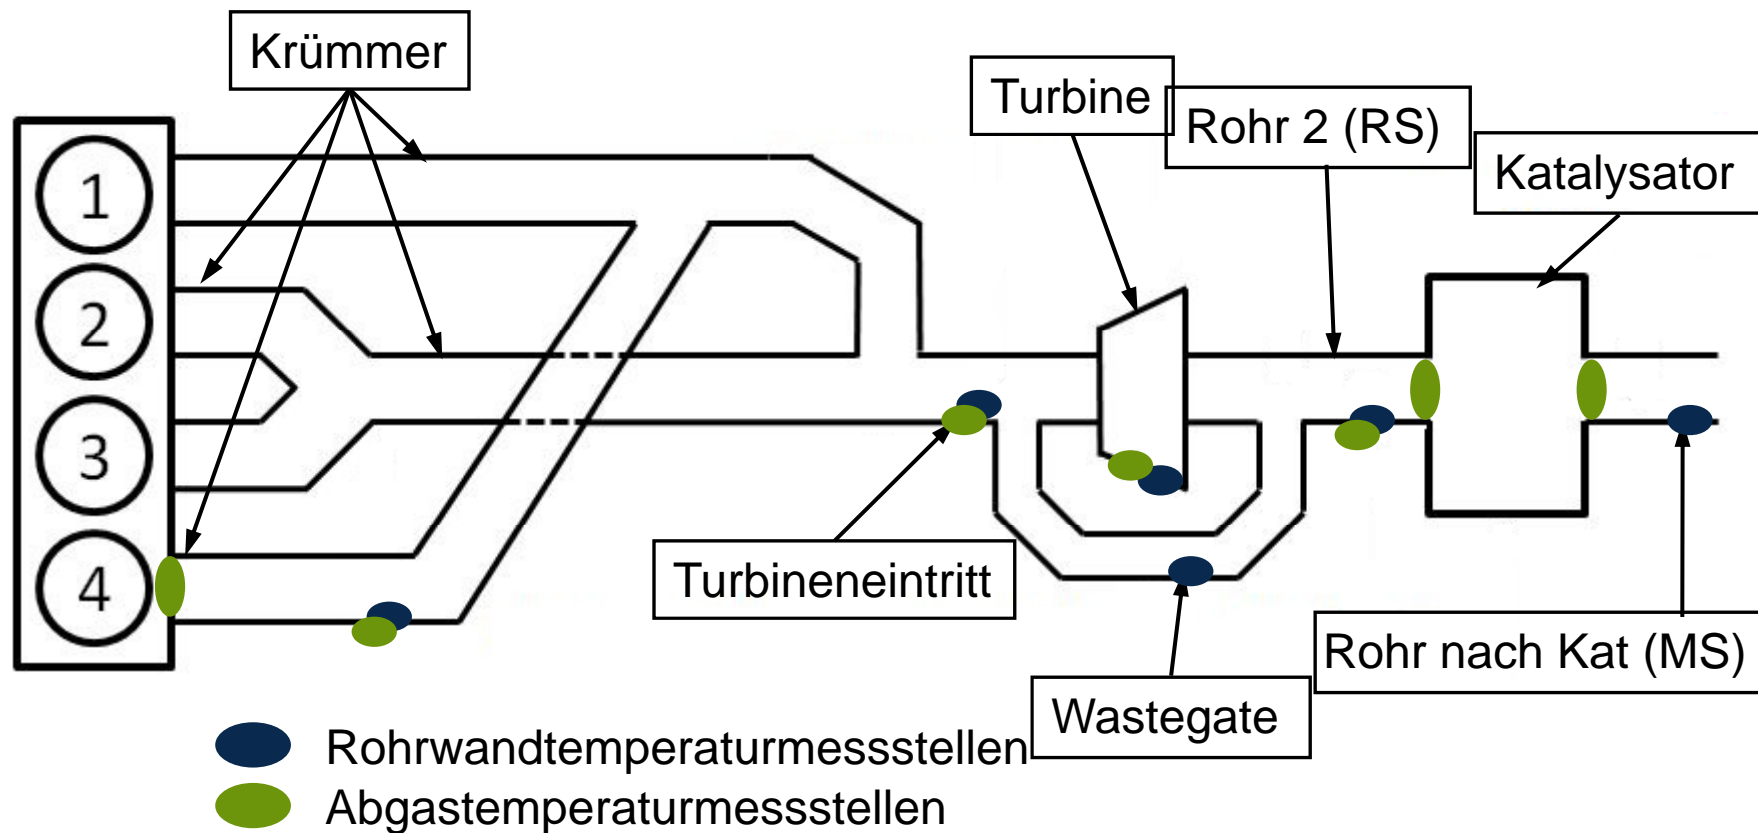 Krümmer
Turbine
Rohr 2 (RS)
Katalysator
1
2
3
4
Turbineneintritt
Rohr nach Kat (MS)
Wastegate
Rohrwandtemperaturmessstellen
Abgastemperaturmessstellen